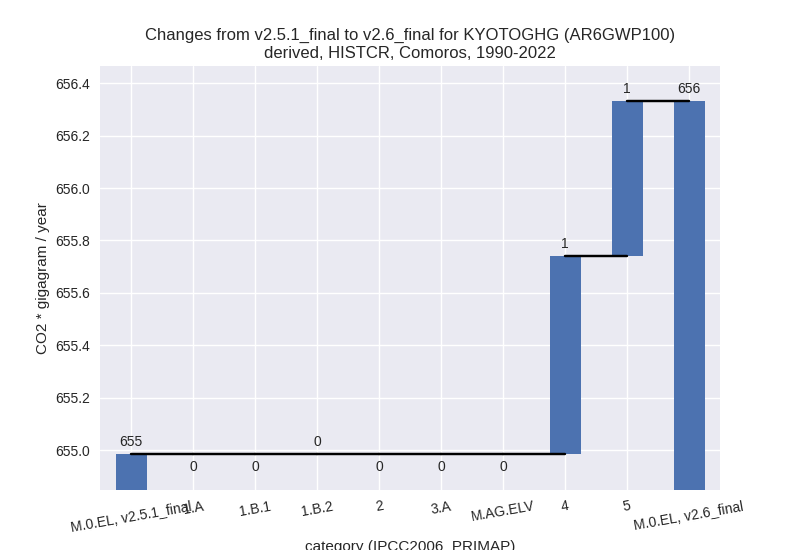 Changes from v2.5.1_final to v2.6_final for KYOTOGHG (AR6GWP100)
derived, HISTCR, Comoros, 1990-2022
656.4
656.2
656.0
655.8
655.6
655.4
655.2
655.0
CO2 * gigagram / year
655
0
0
0
0
0
0
1
1
656
M.0.EL, v2.5.1_final
1.A
1.B.1
1.B.2
2
3.A
M.AG.ELV
4
5
M.0.EL, v2.6_final
category (IPCC2006_PRIMAP)